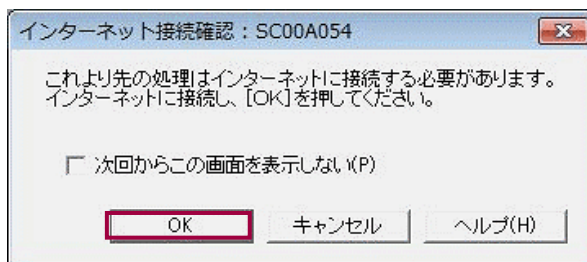 インターネット接続確認：SC00A054
これより先の処理はインターネットに接続する必要があります。
インターネットに接続し、[OK]を押してください。
次回からこの画面を表示しない(P)
OK
キャンセル
ヘルプ(H)